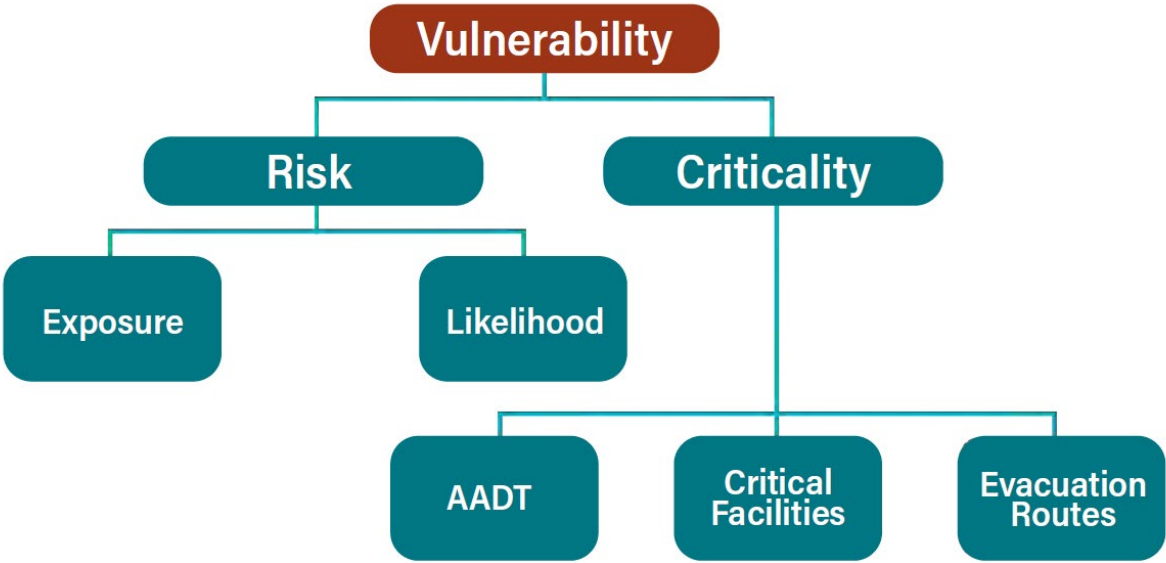 Vulnerability
Risk
Criticality
Exposure
Likelihood
AADT
Critical
Facilities
Evacuation
Routes